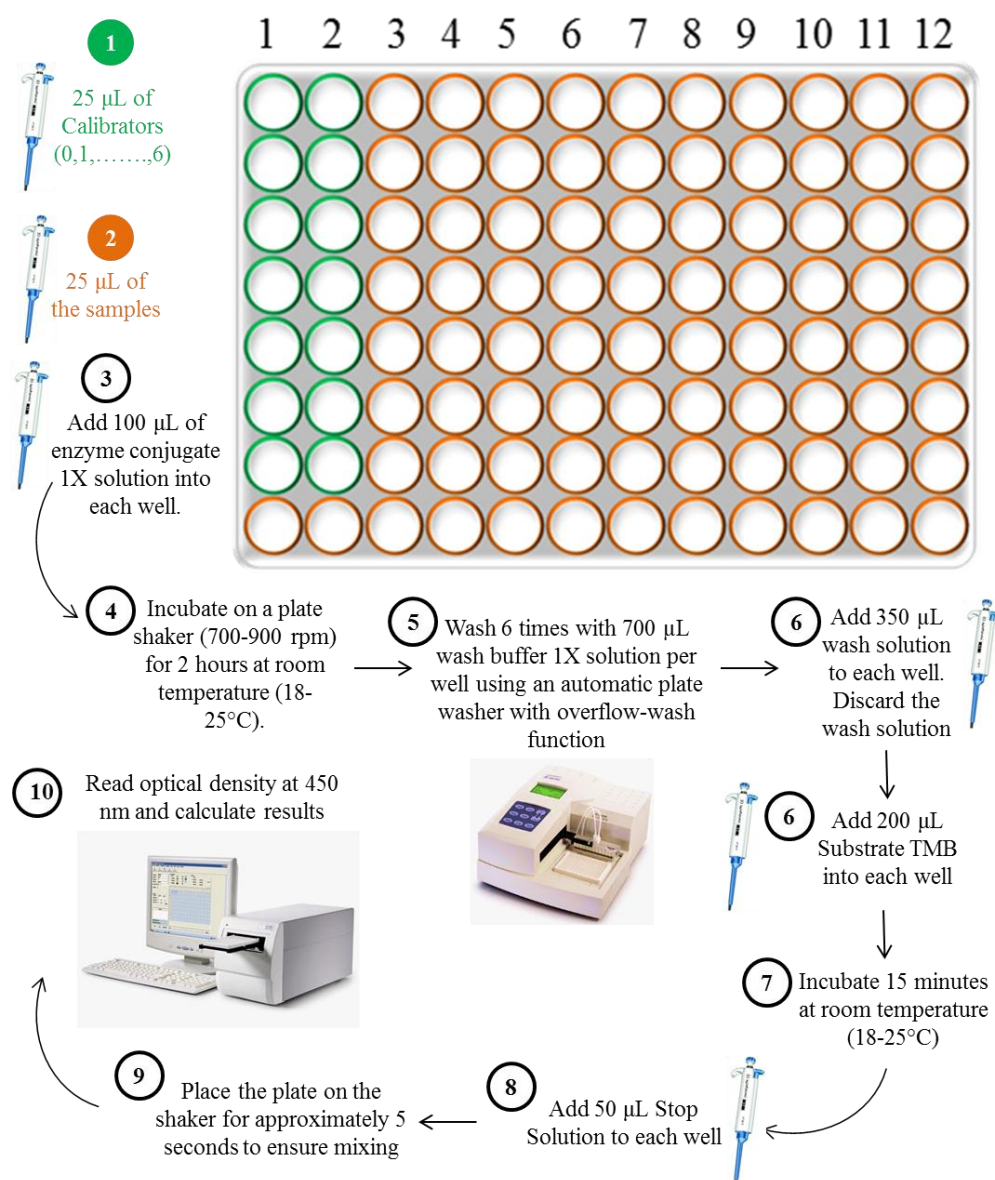 1 2 3 4 5 6 7 8 9 10 11 12
1
25 μL of
Calibrators
(0,1,…….,6)
2
25 μL of
the samples
3
Add 100 μL of
enzyme conjugate
1X solution into
each well.
4
Incubate on a plate
shaker (700-900 rpm)
for 2 hours at room
temperature (18-
25°C).
5
Wash 6 times with 700 μL
wash buffer 1X solution per
well using an automatic plate
washer with overflow-wash
function
6
Add 350 μL
wash solution
to each well.
Discard the
wash solution
6
Add 200 μL
Substrate TMB
into each well
7
Incubate 15 minutes
at room temperature
(18-25°C)
8
Add 50 μL Stop
Solution to each well
9
Place the plate on the
shaker for approximately 5
seconds to ensure mixing
10
Read optical density at 450
nm and calculate results